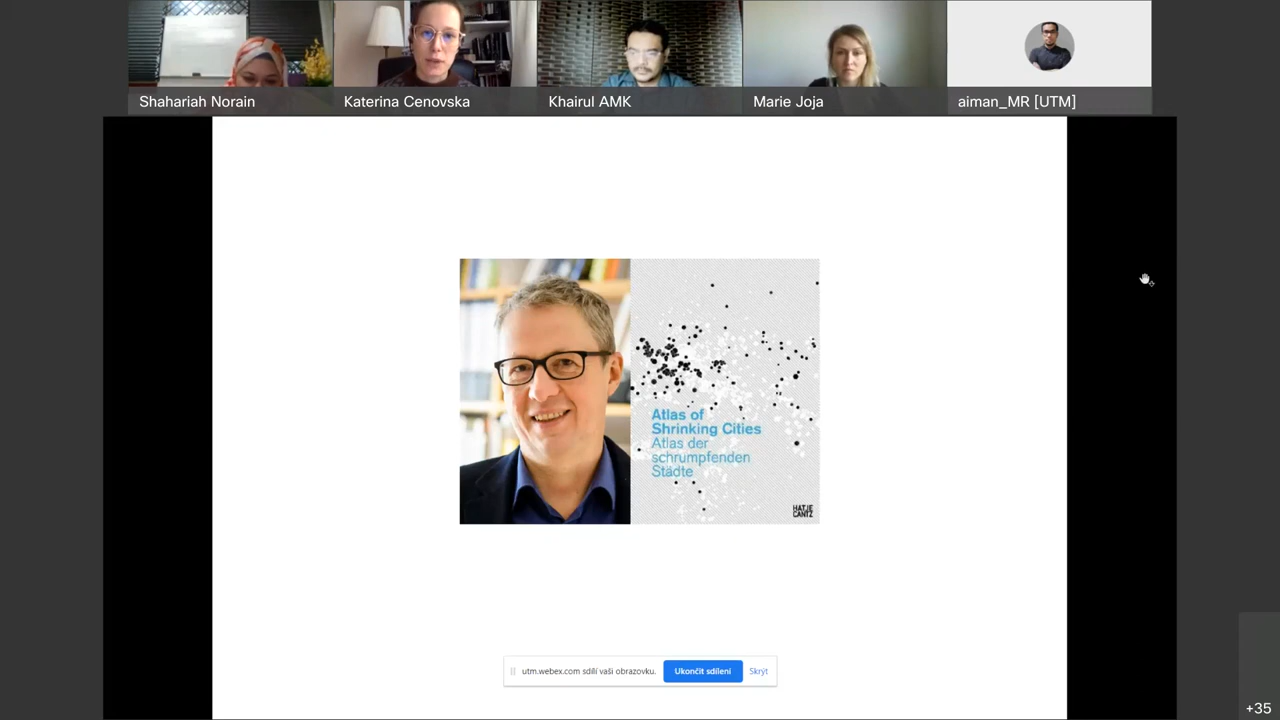 Shahariah Norain
Katerina Cenovska
Khairul AMK
Marie Joja
aiman_MR [UTM]
Atlas of
Shrinking Cities
Atlas der
schrumpfenden
Städte
HATJE
CANTZ
utm.webex.com sdílí vaši obrazovku.
Ukončit sdílení
Skrýt
+35